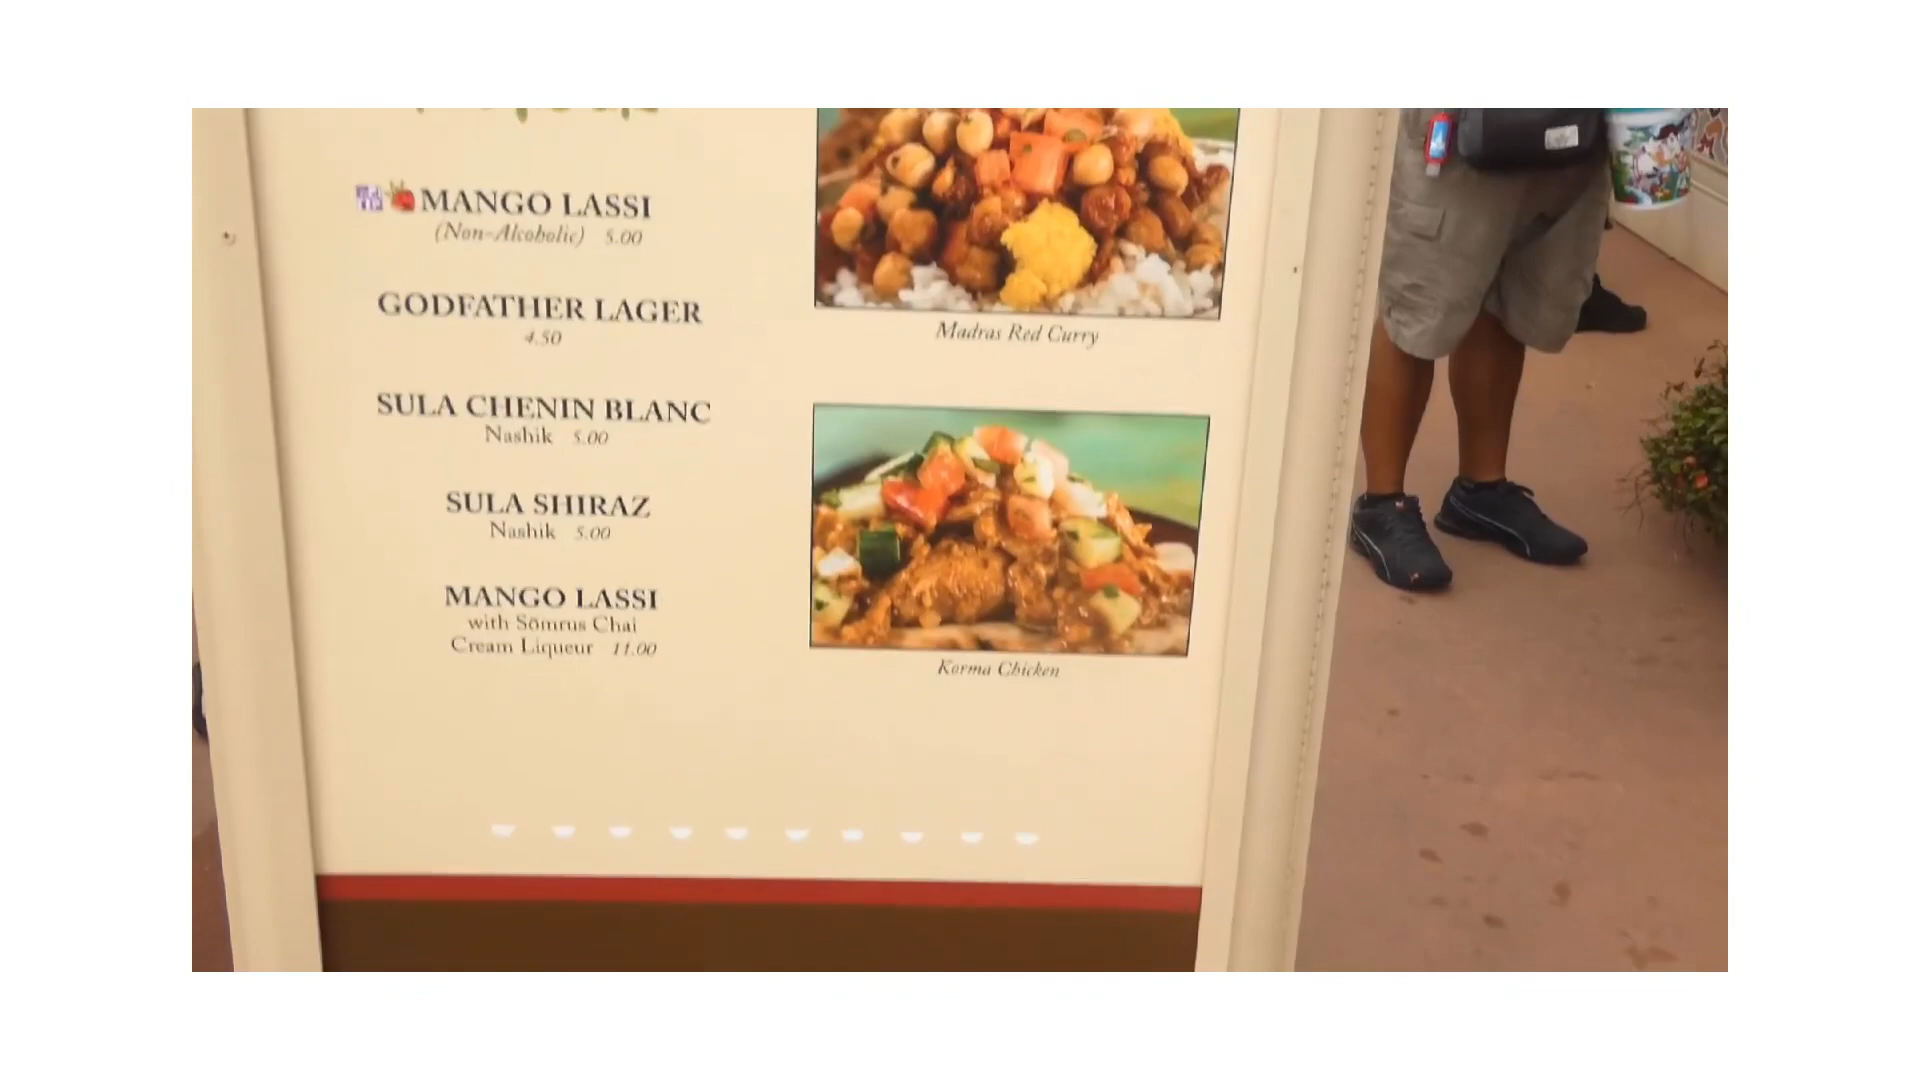 MANGO LASSI
(Non-Alcoholic) 5.00
GODFATHER LAGER
4.50
SULA CHENIN BLANC
Nashik 5.00
SULA SHIRAZ
Nashik 5.00
MANGO LASSI
with Sōmrus Chai
Cream Liqueur 11.00
Madras Red Curry
Korma Chicken